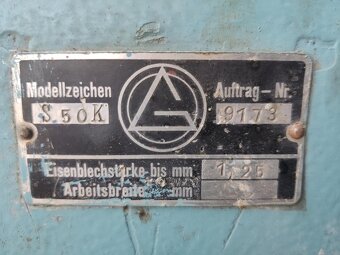 Modellzeichen Auftrag-Nr.
S.50K 9173
Eisenblechstärke bis mm 1,25
Arbeitsbreite mm